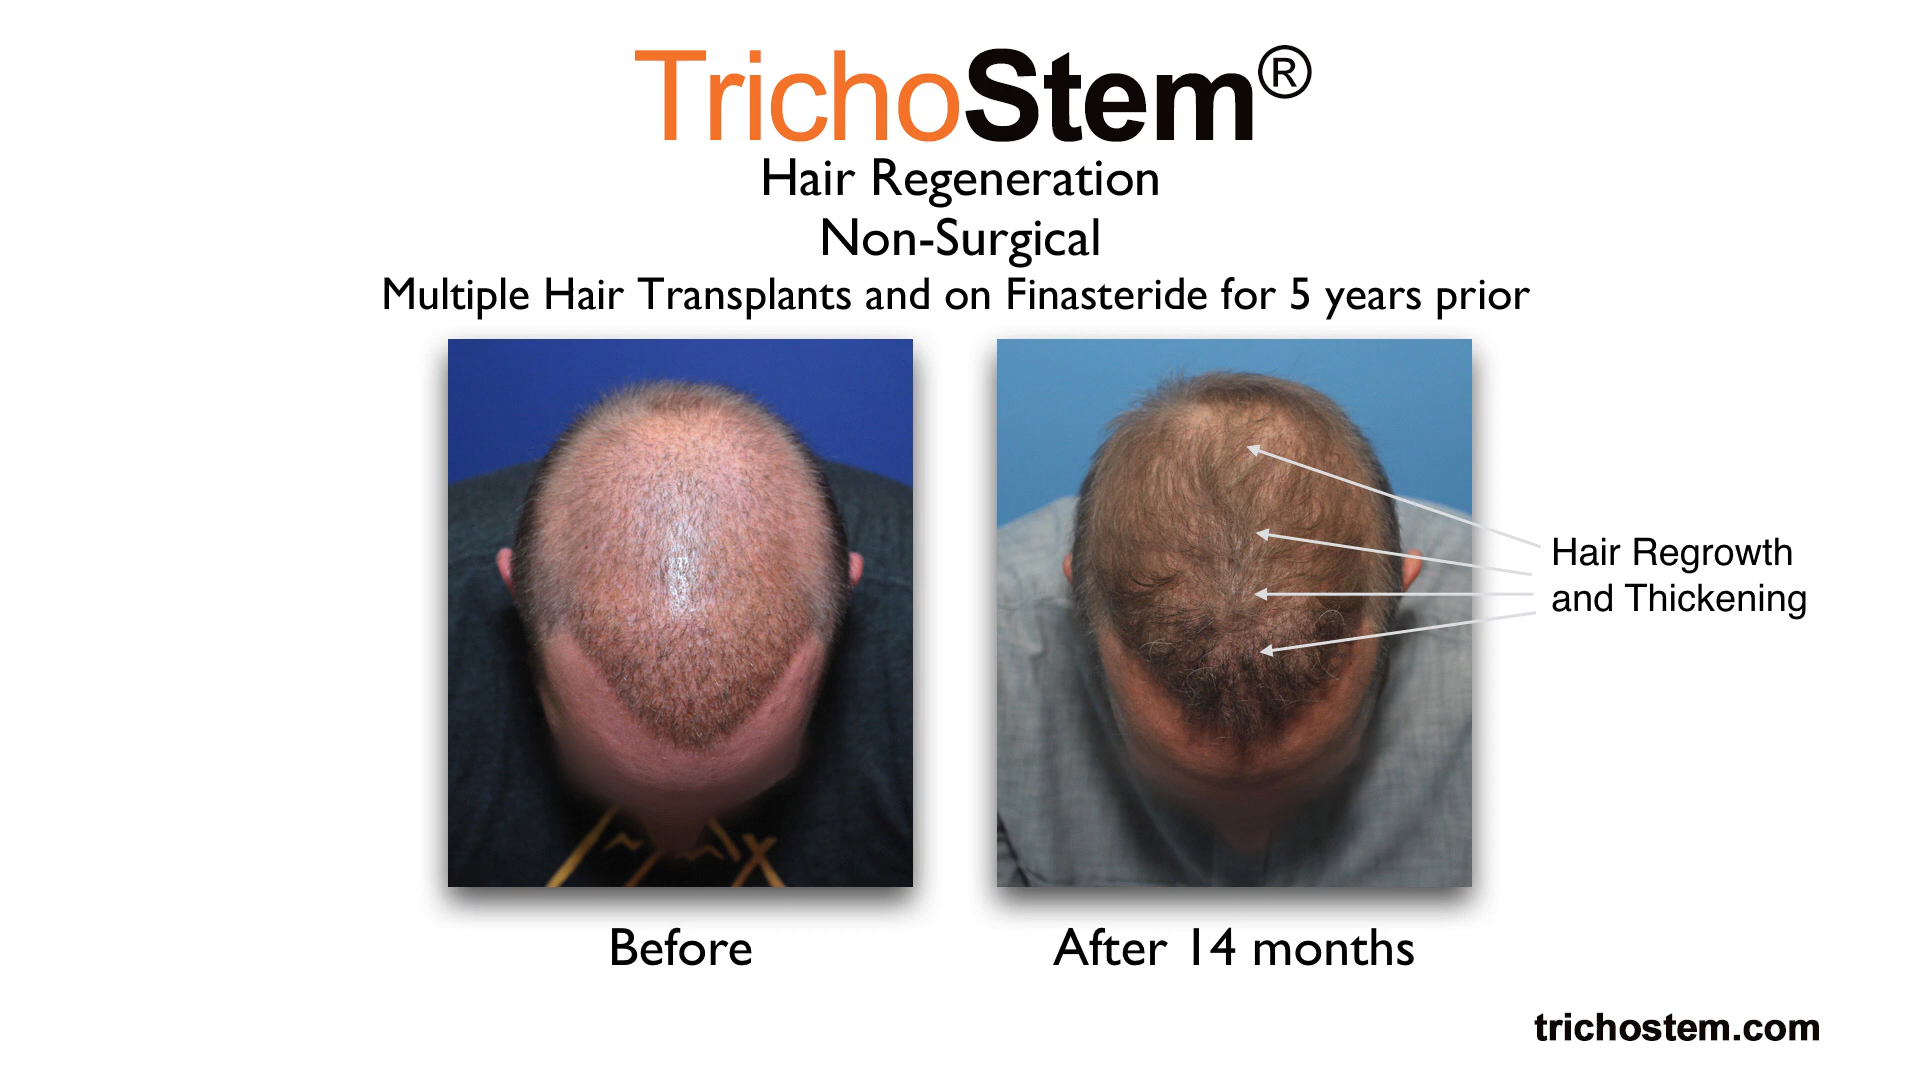 TrichoStem®
Hair Regeneration
Non-Surgical
Multiple Hair Transplants and on Finasteride for 5 years prior
Hair Regrowth
and Thickening
Before
After 14 months
trichostem.com